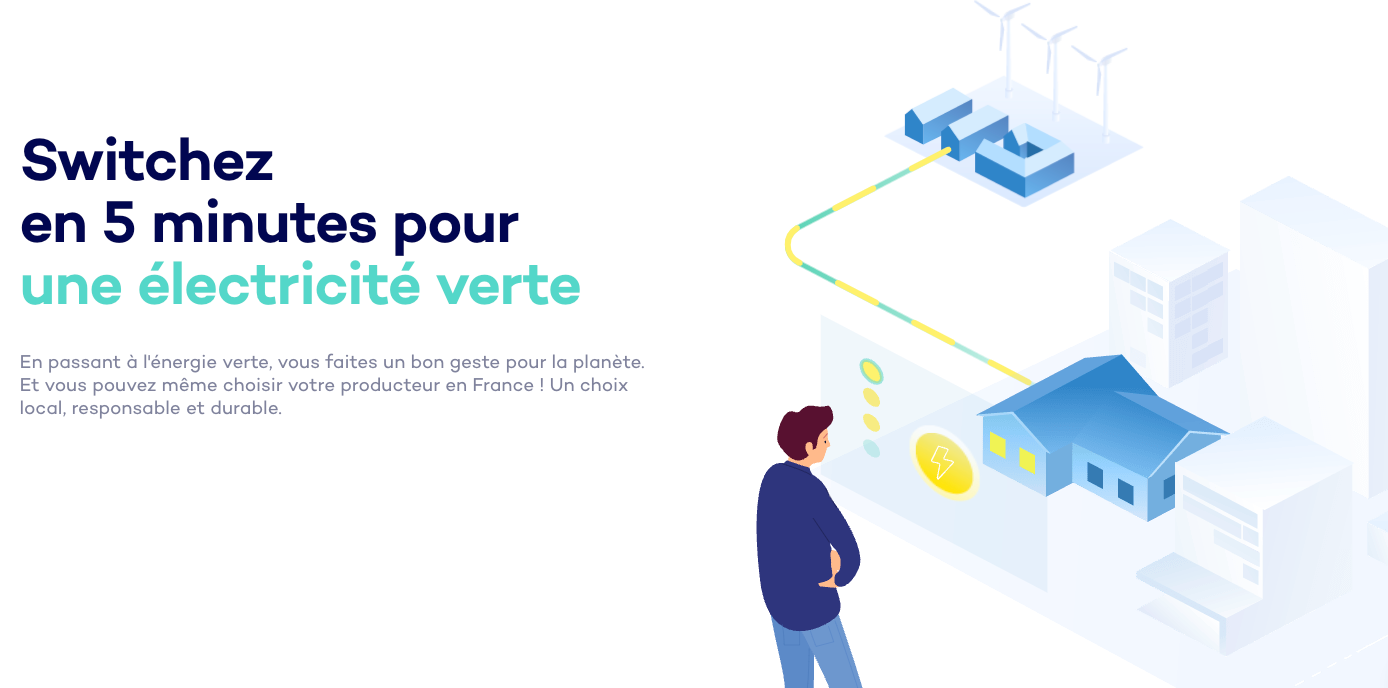 Switchez
en 5 minutes pour
une électricité verte
En passant à l'énergie verte, vous faites un bon geste pour la planète.
Et vous pouvez même choisir votre producteur en France ! Un choix
local, responsable et durable.